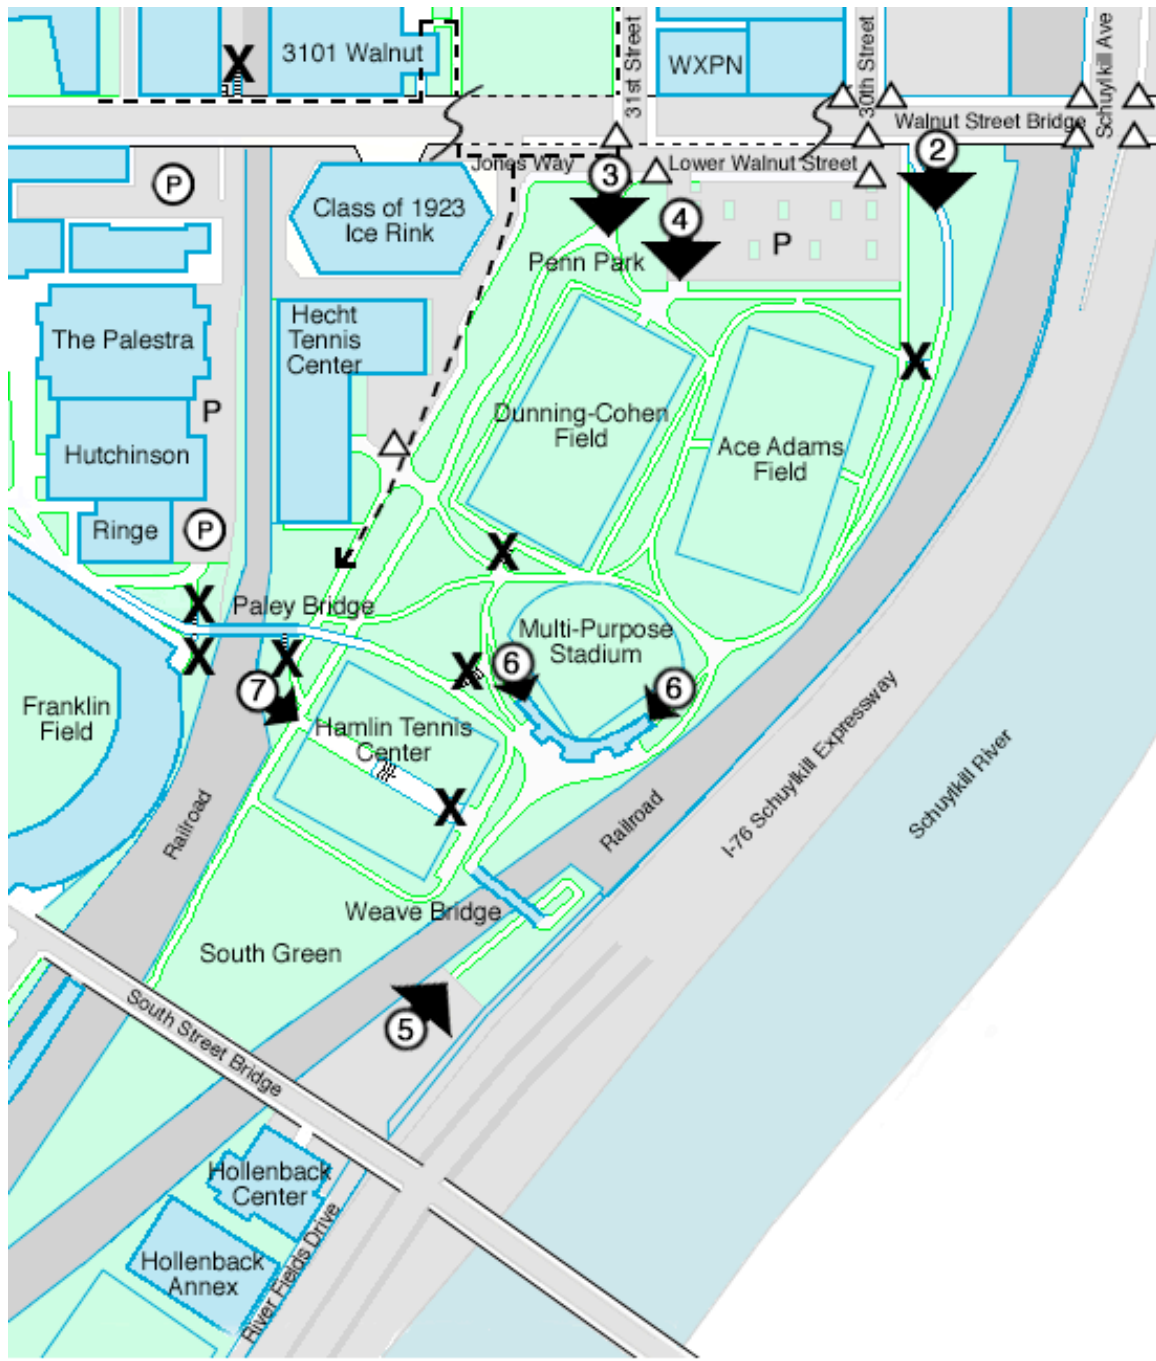 X
3101 Walnut
31st Street
WXPN
30th Street
Schuylkill Ave
Walnut Street Bridge
2
Jones Way
Lower Walnut Street
3
P
Class of 1923
Ice Rink
4
P
Penn Park
Hecht
Tennis
Center
The Palestra
X
P
Dunning-Cohen
Field
Ace Adams
Field
Hutchinson
Ringe
P
X
X
Paley Bridge
Multi-Purpose
Stadium
X
X
X
6
6
7
Franklin
Field
Hamlin Tennis
Center
X
Railroad
Railroad
I-76 Schuylkill Expressway
Schuylkill River
Weave Bridge
South Green
5
South Street Bridge
Hollenback
Center
Hollenback
Annex
River Fields Drive